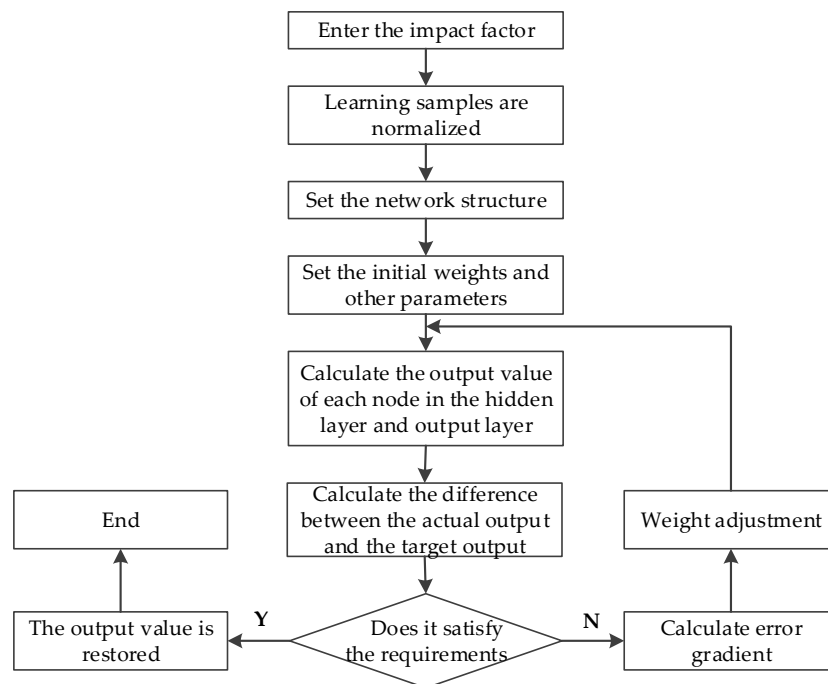 Enter the impact factor
Learning samples are
normalized
Set the network structure
Set the initial weights and
other parameters
Calculate the output value
of each node in the hidden
layer and output layer
Calculate the difference
between the actual output
and the target output
End
Weight adjustment
Y
N
The output value is
restored
Does it satisfy
the requirements
Calculate error
gradient